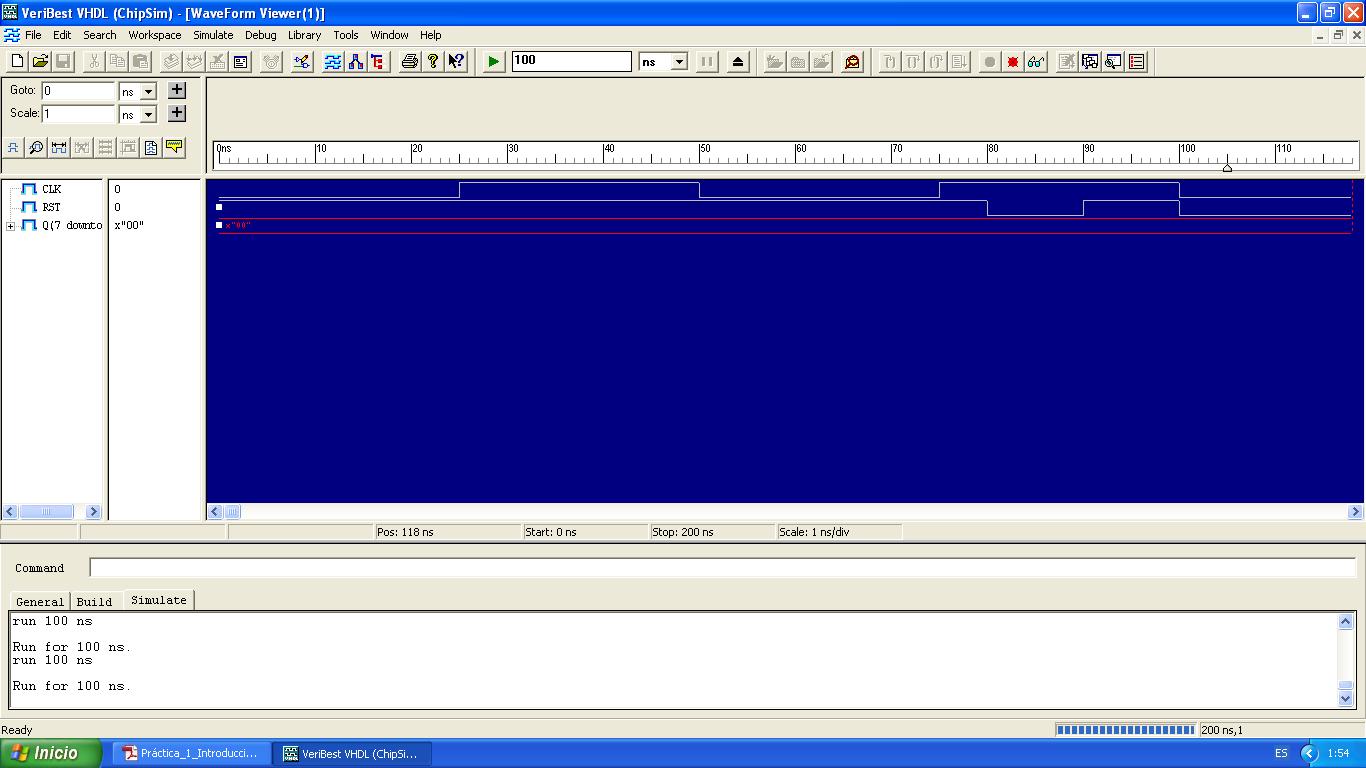 VeriBest VHDL (ChipSim) - [WaveForm Viewer(1)]
File Edit Search Workspace Simulate Debug Library Tools Window Help
100 ns
Goto: 0 ns
Scale: 1 ns
0ns 10 20 30 40 50 60 70 80 90 100 110
CLK 0
RST 0
Q(7 downto x"00" x"00"
Pos: 118 ns Start: 0 ns Stop: 200 ns Scale: 1 ns/div
Command
General Build Simulate
run 100 ns
Run for 100 ns.
run 100 ns
Run for 100 ns.
Ready 200 ns,1
Inicio Práctica_1_Introducci... VeriBest VHDL (ChipSi... ES 1:54